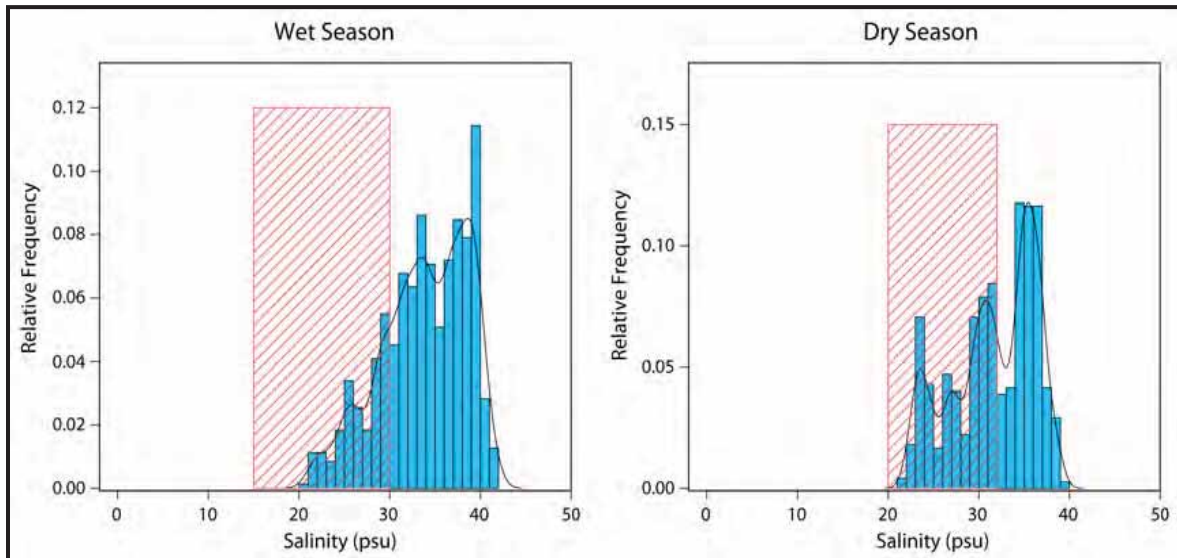 Wet Season
Relative Frequency
0.12
0.10
0.08
0.06
0.04
0.02
0.00
0 10 20 30 40 50
Salinity (psu)
Dry Season
Relative Frequency
0.15
0.10
0.05
0.00
0 10 20 30 40 50
Salinity (psu)